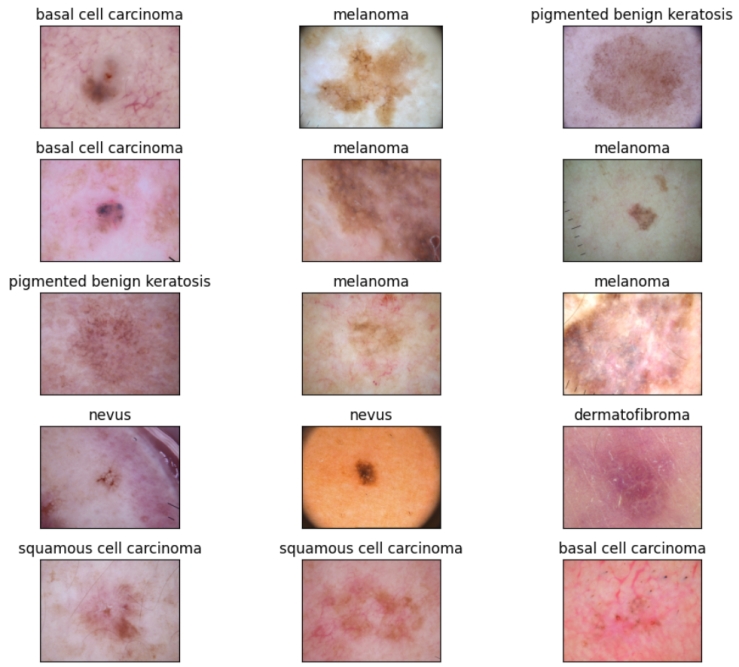 basal cell carcinoma
melanoma
pigmented benign keratosis
basal cell carcinoma
melanoma
melanoma
pigmented benign keratosis
melanoma
melanoma
nevus
nevus
dermatofibroma
squamous cell carcinoma
squamous cell carcinoma
basal cell carcinoma